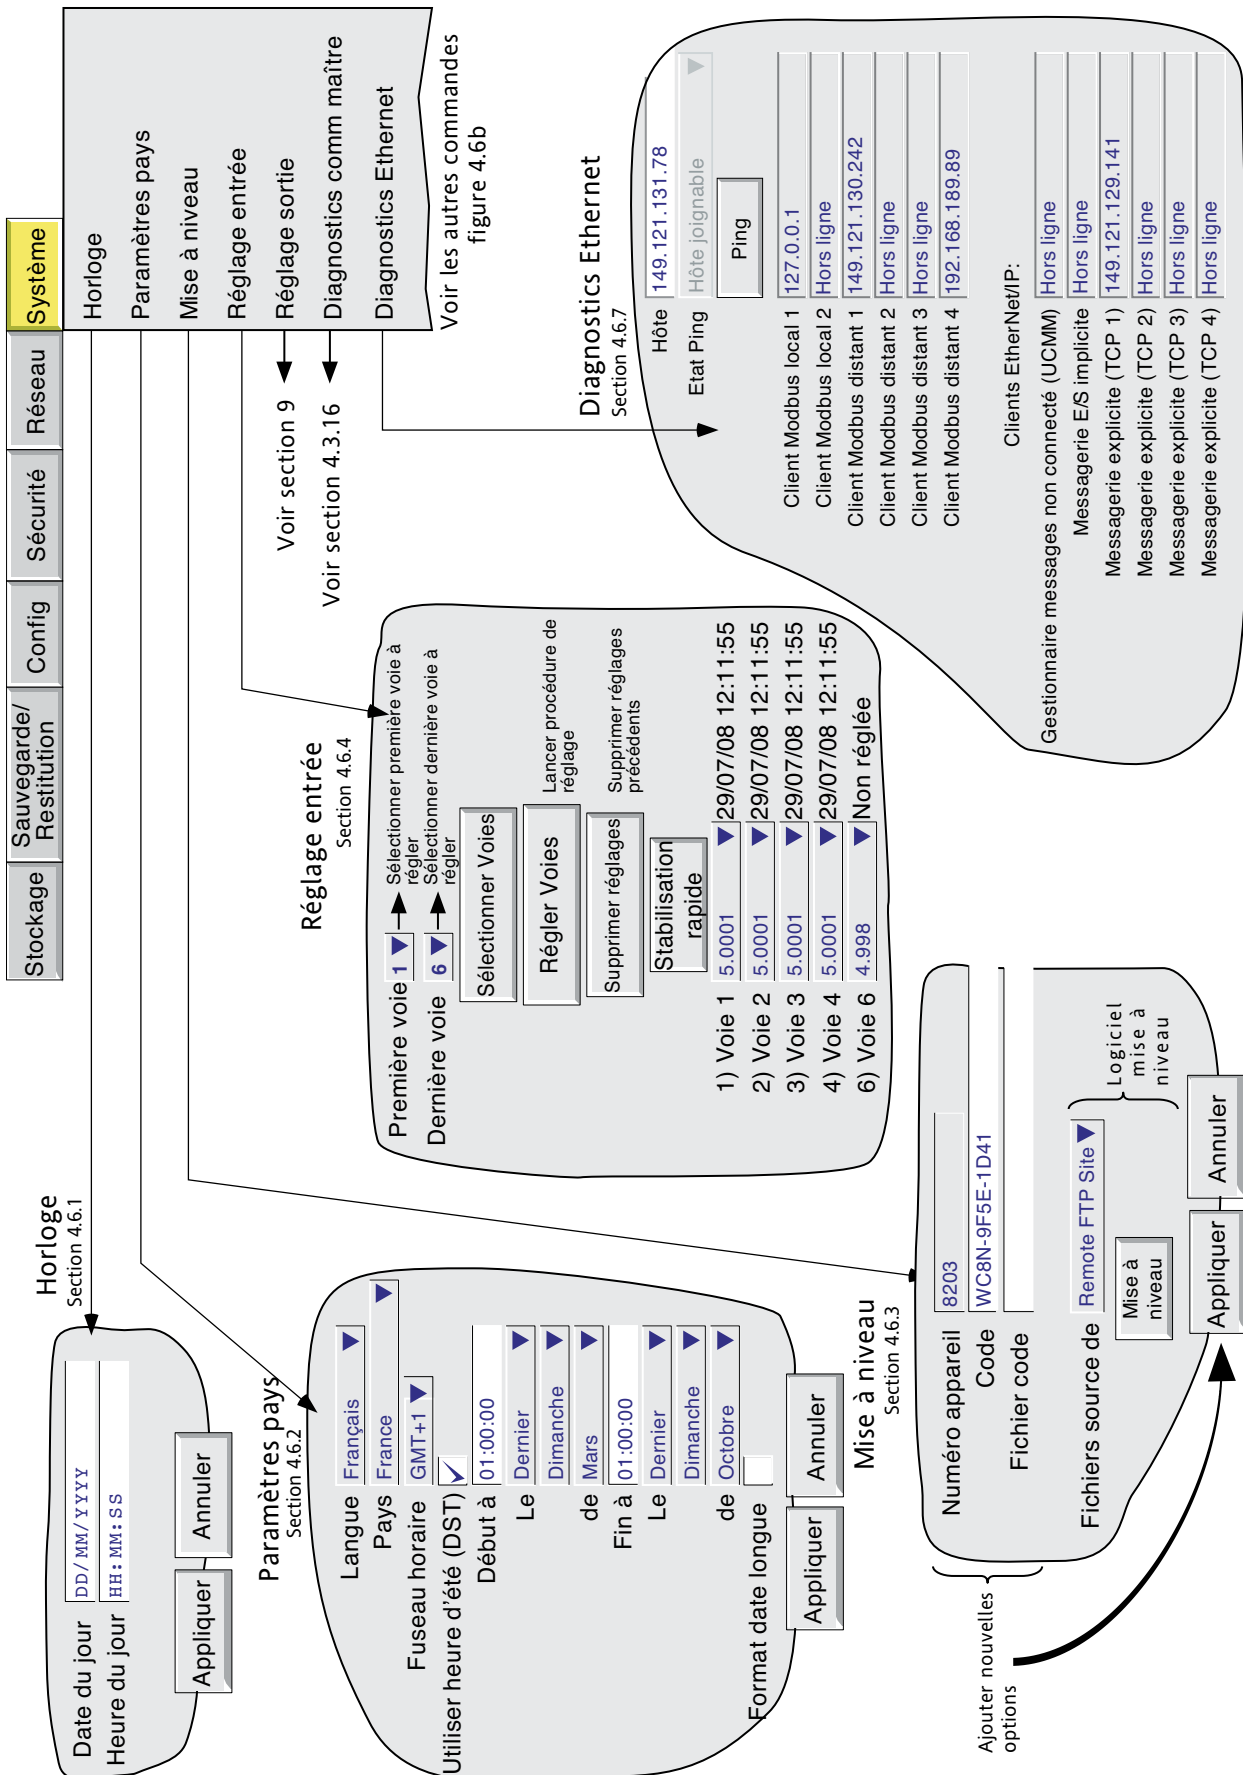 Stockage
Sauvegarde/
Restitution
Config
Sécurité
Réseau
Système
Horloge
Paramètres pays
Mise à niveau
Réglage entrée
Réglage sortie
Diagnostics comm maître
Diagnostics Ethernet
Voir les autres commandes
figure 4.6b
Voir section 9
Voir section 4.3.16
Horloge
Section 4.6.1
Date du jour DD/MM/YYYY
Heure du jour HH:MM:SS
Appliquer Annuler
Paramètres pays
Section 4.6.2
Langue Français
Pays France
Fuseau horaire GMT+1
Utiliser heure d'été (DST)
Début à 01:00:00
Le Dernier
Dimanche
de Mars
Fin à 01:00:00
Le Dernier
Dimanche
de Octobre
Format date longue
Appliquer Annuler
Réglage entrée
Section 4.6.4
Première voie 1 Sélectionner première voie à
régler
Dernière voie 6 Sélectionner dernière voie à
régler
Sélectionner Voies
Régler Voies
Lancer procédure de
réglage
Supprimer réglages
Supprimer réglages
précédents
Stabilisation
rapide
1) Voie 1 5.0001 29/07/08 12:11:55
2) Voie 2 5.0001 29/07/08 12:11:55
3) Voie 3 5.0001 29/07/08 12:11:55
4) Voie 4 5.0001 29/07/08 12:11:55
6) Voie 6 4.998 Non réglée
Mise à niveau
Section 4.6.3
Numéro appareil 8203
Code WC8N-9F5E-1D41
Fichier code
Fichiers source de Remote FTP Site
Mise à
niveau
Logiciel
mise à
niveau
Appliquer Annuler
Ajouter nouvelles
options
Diagnostics Ethernet
Section 4.6.7
Hôte 149.121.131.78
Etat Ping Hôte joignable
Ping
Client Modbus local 1 127.0.0.1
Client Modbus local 2 Hors ligne
Client Modbus distant 1 149.121.130.242
Client Modbus distant 2 Hors ligne
Client Modbus distant 3 Hors ligne
Client Modbus distant 4 192.168.189.89
Clients EtherNet/IP:
Gestionnaire messages non connecté (UCMM) Hors ligne
Messagerie E/S implicite Hors ligne
Messagerie explicite (TCP 1) 149.121.129.141
Messagerie explicite (TCP 2) Hors ligne
Messagerie explicite (TCP 3) Hors ligne
Messagerie explicite (TCP 4) Hors ligne